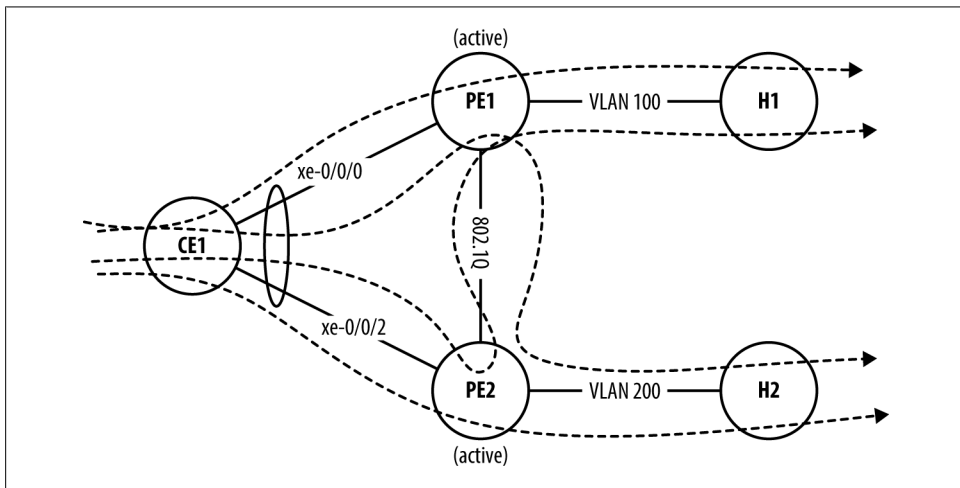 (active)
PE1
VLAN 100
H1
xe-0/0/0
CE1
802.1Q
xe-0/0/2
PE2
VLAN 200
H2
(active)